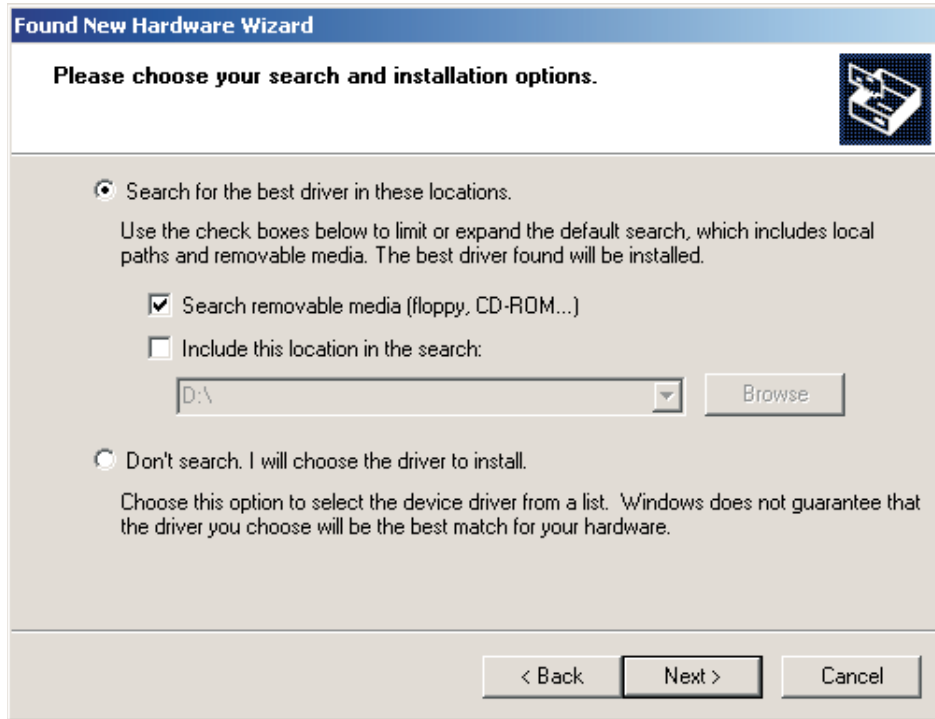 Found New Hardware Wizard
Please choose your search and installation options.
Search for the best driver in these locations.
Use the check boxes below to limit or expand the default search, which includes local
paths and removable media. The best driver found will be installed.
Search removable media (floppy, CD-ROM...)
Include this location in the search:
D:\
Browse
Don't search. I will choose the driver to install.
Choose this option to select the device driver from a list.  Windows does not guarantee that
the driver you choose will be the best match for your hardware.
< Back
Next >
Cancel